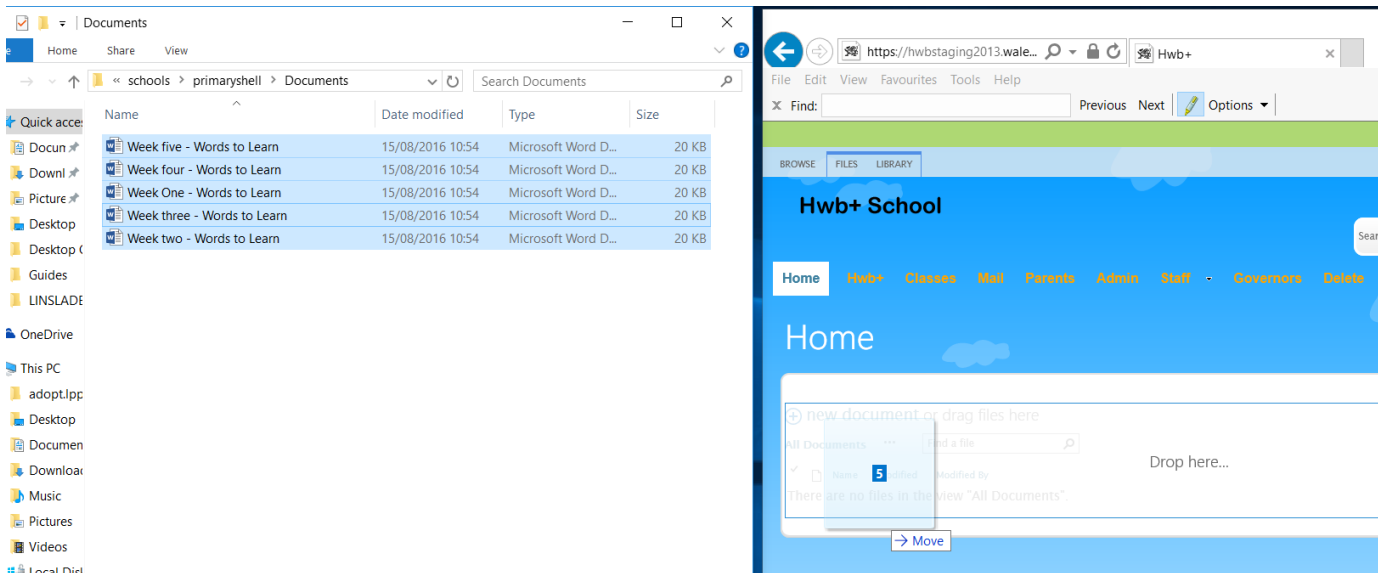 Documents
e Home Share View
« schools > primaryshell > Documents
Search Documents
Name Date modified Type Size
Week five - Words to Learn 15/08/2016 10:54 Microsoft Word D... 20 KB
Week four - Words to Learn 15/08/2016 10:54 Microsoft Word D... 20 KB
Week One - Words to Learn 15/08/2016 10:54 Microsoft Word D... 20 KB
Week three - Words to Learn 15/08/2016 10:54 Microsoft Word D... 20 KB
Week two - Words to Learn 15/08/2016 10:54 Microsoft Word D... 20 KB
Quick acces
Docun
Downl
Picture
Desktop
Desktop (
Guides
LINSLADE
OneDrive
This PC
adopt.lpp
Desktop
Documen
Downloac
Music
Pictures
Videos
Local Disl
https://hwbstaging2013.wale...
Hwb+
File Edit View Favourites Tools Help
x Find:
Previous Next Options
BROWSE FILES LIBRARY
Hwb+ School
Sear
Home Hwb+ Classes Mail Parents Admin Staff Governors Delete
Home
new document or drag files here
All Documents ... Find a file
Drop here...
Name Modified Modified By
5
There are no files in the view "All Documents".
→ Move